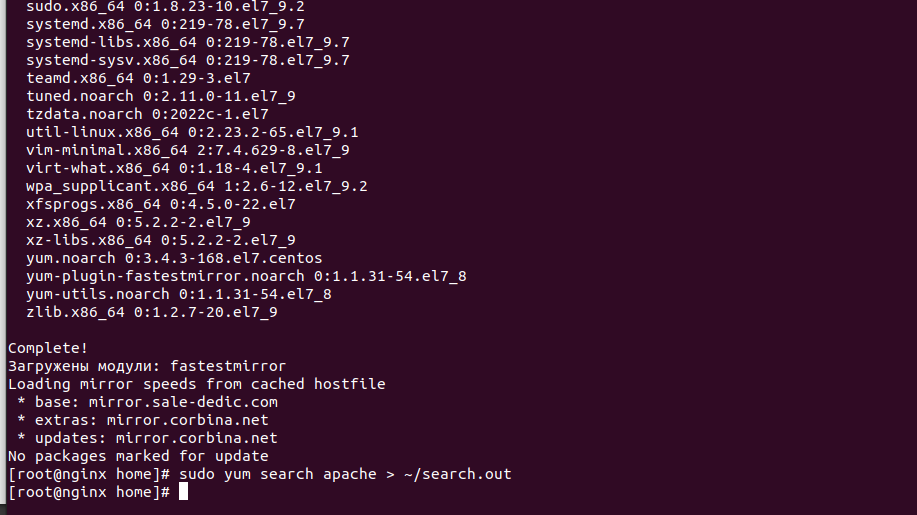 sudo.x86_64 0:1.8.23-10.el7_9.2
systemd.x86_64 0:219-78.el7_9.7
systemd-libs.x86_64 0:219-78.el7_9.7
systemd-sysv.x86_64 0:219-78.el7_9.7
teamd.x86_64 0:1.29-3.el7
tuned.noarch 0:2.11.0-11.el7_9
tzdata.noarch 0:2022c-1.el7
util-linux.x86_64 0:2.23.2-65.el7_9.1
vim-minimal.x86_64 2:7.4.629-8.el7_9
virt-what.x86_64 0:1.18-4.el7_9.1
wpa_supplicant.x86_64 1:2.6-12.el7_9.2
xfsprogs.x86_64 0:4.5.0-22.el7
xz.x86_64 0:5.2.2-2.el7_9
xz-libs.x86_64 0:5.2.2-2.el7_9
yum.noarch 0:3.4.3-168.el7.centos
yum-plugin-fastestmirror.noarch 0:1.1.31-54.el7_8
yum-utils.noarch 0:1.1.31-54.el7_8
zlib.x86_64 0:1.2.7-20.el7_9
Complete!
Загружены модули: fastestmirror
Loading mirror speeds from cached hostfile
* base: mirror.sale-dedic.com
* extras: mirror.corbina.net
* updates: mirror.corbina.net
No packages marked for update
[root@nginx home]# sudo yum search apache > ~/search.out
[root@nginx home]#